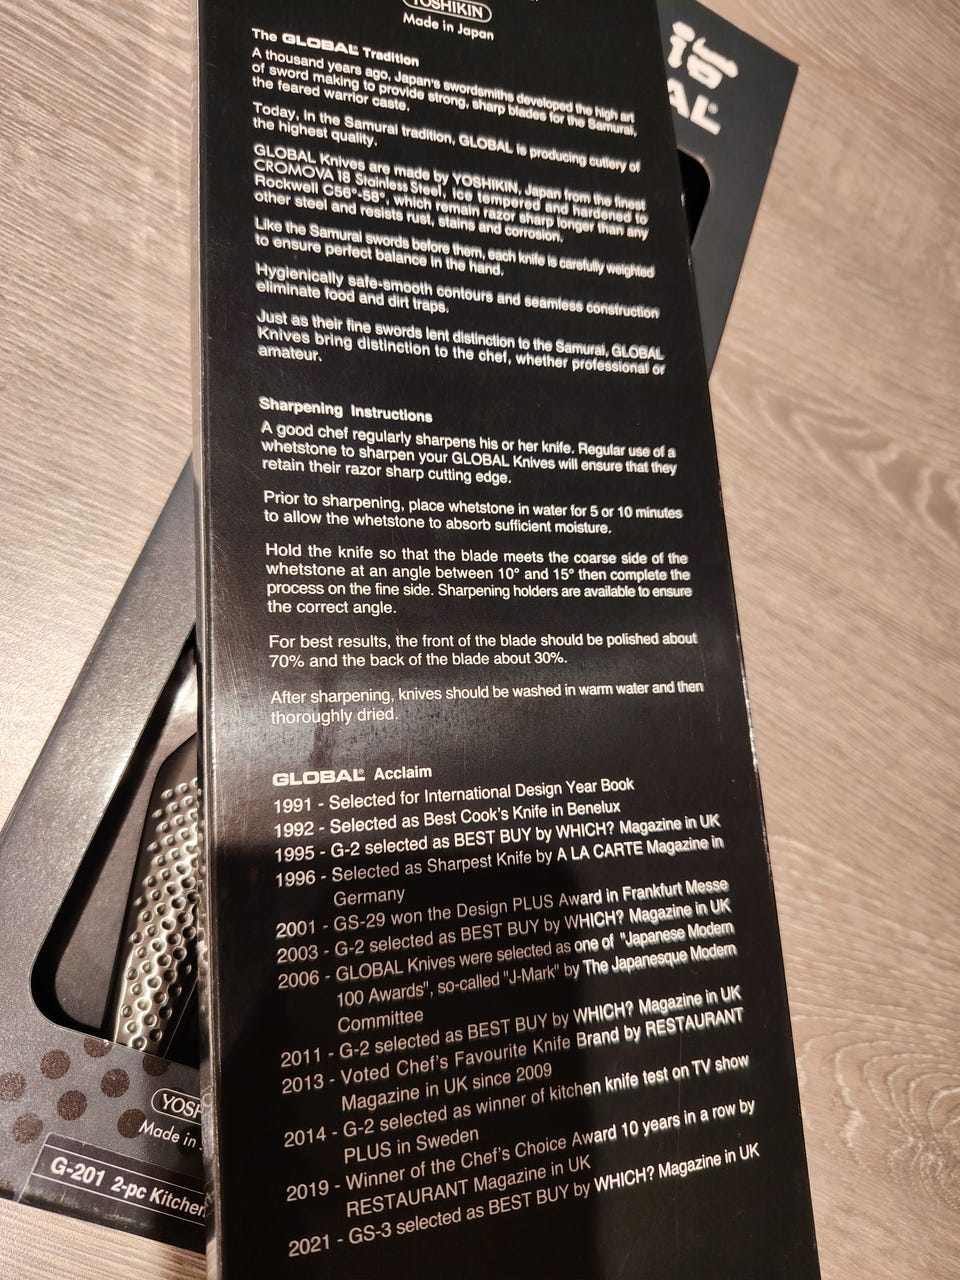 YOSHIKIN
Made in Japan
The GLOBAL® Tradition
A thousand years ago, Japan's swordsmiths developed the high art
of sword making to provide strong, sharp blades for the Samurai,
the feared warrior caste.
Today, in the Samurai tradition, GLOBAL is producing cutlery of
the highest quality.
GLOBAL Knives are made by YOSHIKIN, Japan from the finest
CROMOVA 18 Stainless Steel, ice tempered and hardened to
Rockwell C56°-58°, which remain razor sharp longer than any
other steel and resists rust, stains and corrosion.
Like the Samurai swords before them, each knife is carefully weighted
to ensure perfect balance in the hand.
Hygienically safe-smooth contours and seamless construction
eliminate food and dirt traps.
Just as their fine swords lent distinction to the Samurai, GLOBAL
Knives bring distinction to the chef, whether professional or
amateur.
Sharpening Instructions
A good chef regularly sharpens his or her knife. Regular use of a
whetstone to sharpen your GLOBAL Knives will ensure that they
retain their razor sharp cutting edge.
Prior to sharpening, place whetstone in water for 5 or 10 minutes
to allow the whetstone to absorb sufficient moisture.
Hold the knife so that the blade meets the coarse side of the
whetstone at an angle between 10° and 15° then complete the
process on the fine side. Sharpening holders are available to ensure
the correct angle.
For best results, the front of the blade should be polished about
70% and the back of the blade about 30%.
After sharpening, knives should be washed in warm water and then
thoroughly dried.
GLOBAL® Acclaim
1991 - Selected for International Design Year Book
1992 - Selected as Best Cook's Knife in Benelux
1995 - G-2 selected as BEST BUY by WHICH? Magazine in UK
1996 - Selected as Sharpest Knife by A LA CARTE Magazine in
Germany
2001 - GS-29 won the Design PLUS Award in Frankfurt Messe
2003 - G-2 selected as BEST BUY by WHICH? Magazine in UK
2006 - GLOBAL Knives were selected as one of "Japanese Modern
100 Awards", so-called "J-Mark" by The Japanesque Modern
Committee
2011 - G-2 selected as BEST BUY by WHICH? Magazine in UK
2013 - Voted Chef's Favourite Knife Brand by RESTAURANT
Magazine in UK since 2009
2014 - G-2 selected as winner of kitchen knife test on TV show
PLUS in Sweden
2019 - Winner of the Chef's Choice Award 10 years in a row by
RESTAURANT Magazine in UK
2021 - GS-3 selected as BEST BUY by WHICH? Magazine in UK
AL®
YOS
Made in
G-201 2-pc Kitchen